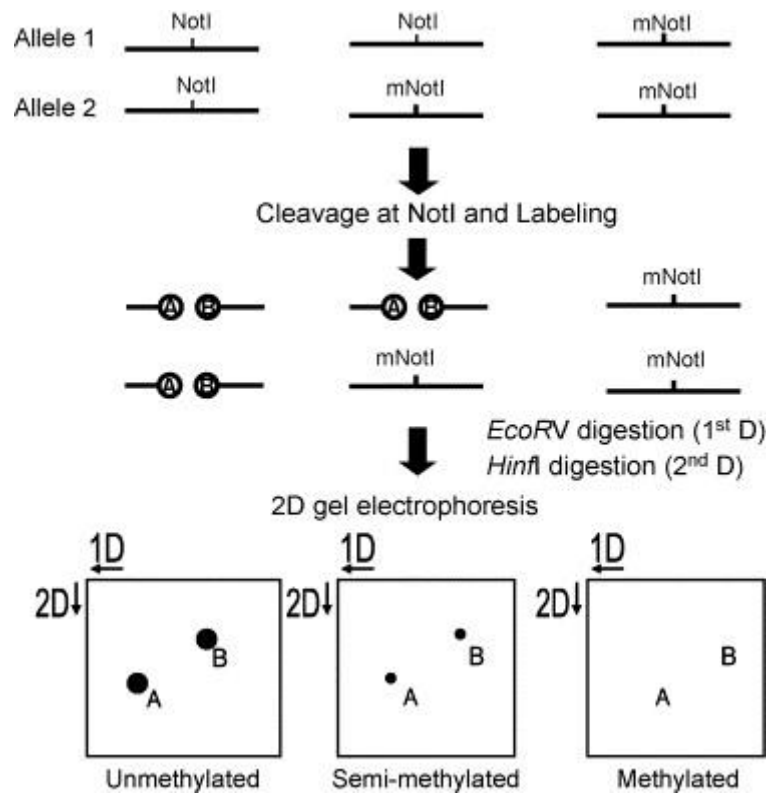 NotI NotI mNotI
Allele 1
NotI mNotI mNotI
Allele 2
Cleavage at NotI and Labeling
A B A B mNotI
A B mNotI mNotI
EcoRV digestion (1st D)
HinfI digestion (2nd D)
2D gel electrophoresis
1D 1D 1D
2D 2D 2D
B B B
A A A
Unmethylated Semi-methylated Methylated